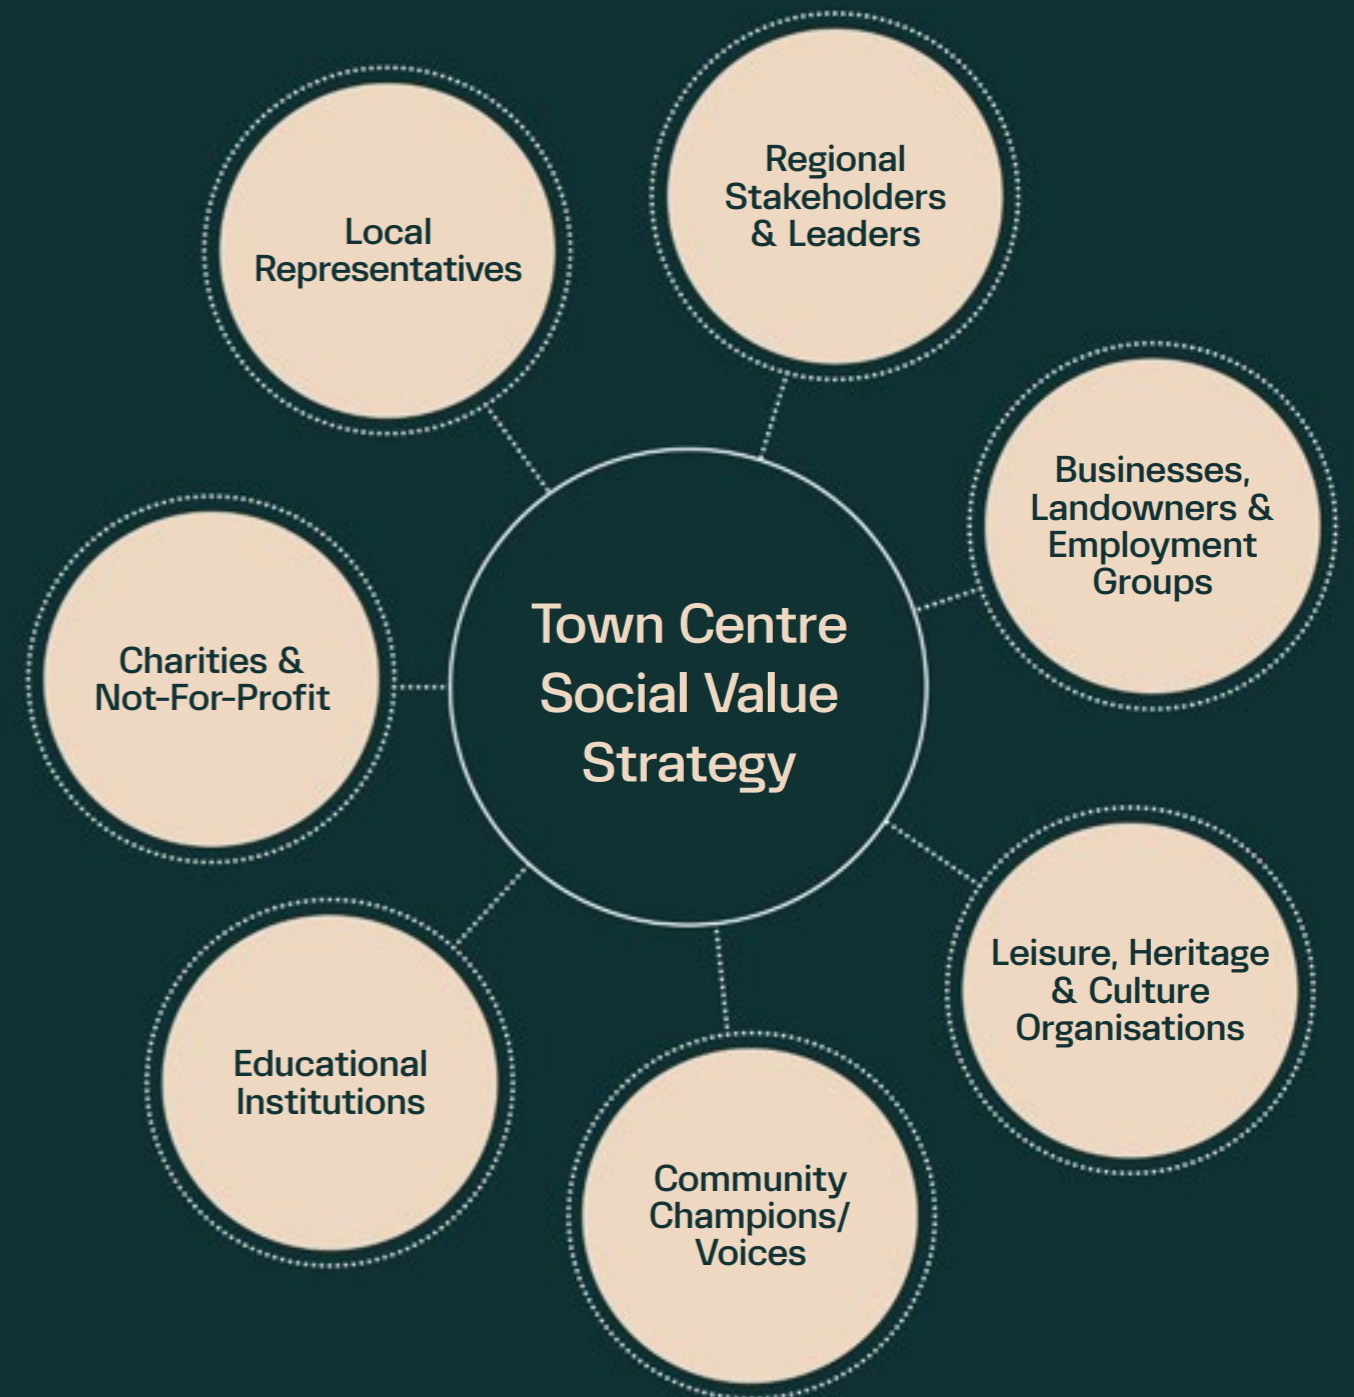 Local
Representatives
Regional
Stakeholders
& Leaders
Businesses,
Landowners &
Employment
Groups
Town Centre
Social Value
Strategy
Charities &
Not-For-Profit
Leisure, Heritage
& Culture
Organisations
Educational
Institutions
Community
Champions/
Voices